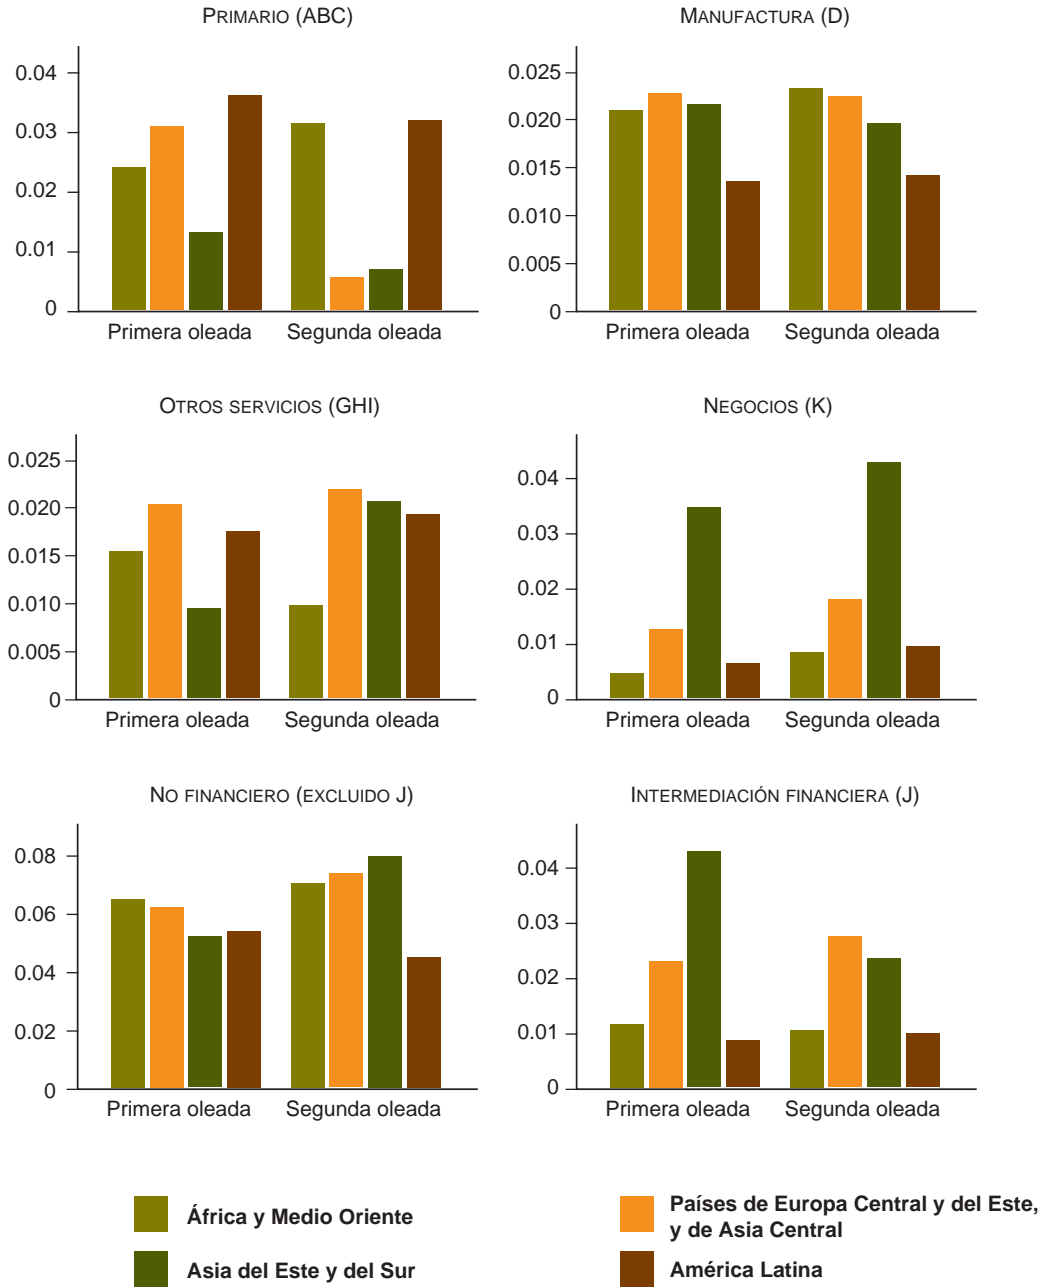 PRIMARIO (ABC)
0.04
0.03
0.02
0.01
0
Primera oleada
Segunda oleada
MANUFACTURA (D)
0.025
0.020
0.015
0.010
0.005
0
Primera oleada
Segunda oleada
OTROS SERVICIOS (GHI)
0.025
0.020
0.015
0.010
0.005
0
Primera oleada
Segunda oleada
NEGOCIOS (K)
0.04
0.03
0.02
0.01
0
Primera oleada
Segunda oleada
NO FINANCIERO (EXCLUIDO J)
0.08
0.06
0.04
0.02
0
Primera oleada
Segunda oleada
INTERMEDIACIÓN FINANCIERA (J)
0.04
0.03
0.02
0.01
0
Primera oleada
Segunda oleada
África y Medio Oriente
Países de Europa Central y del Este,
y de Asia Central
Asia del Este y del Sur
América Latina